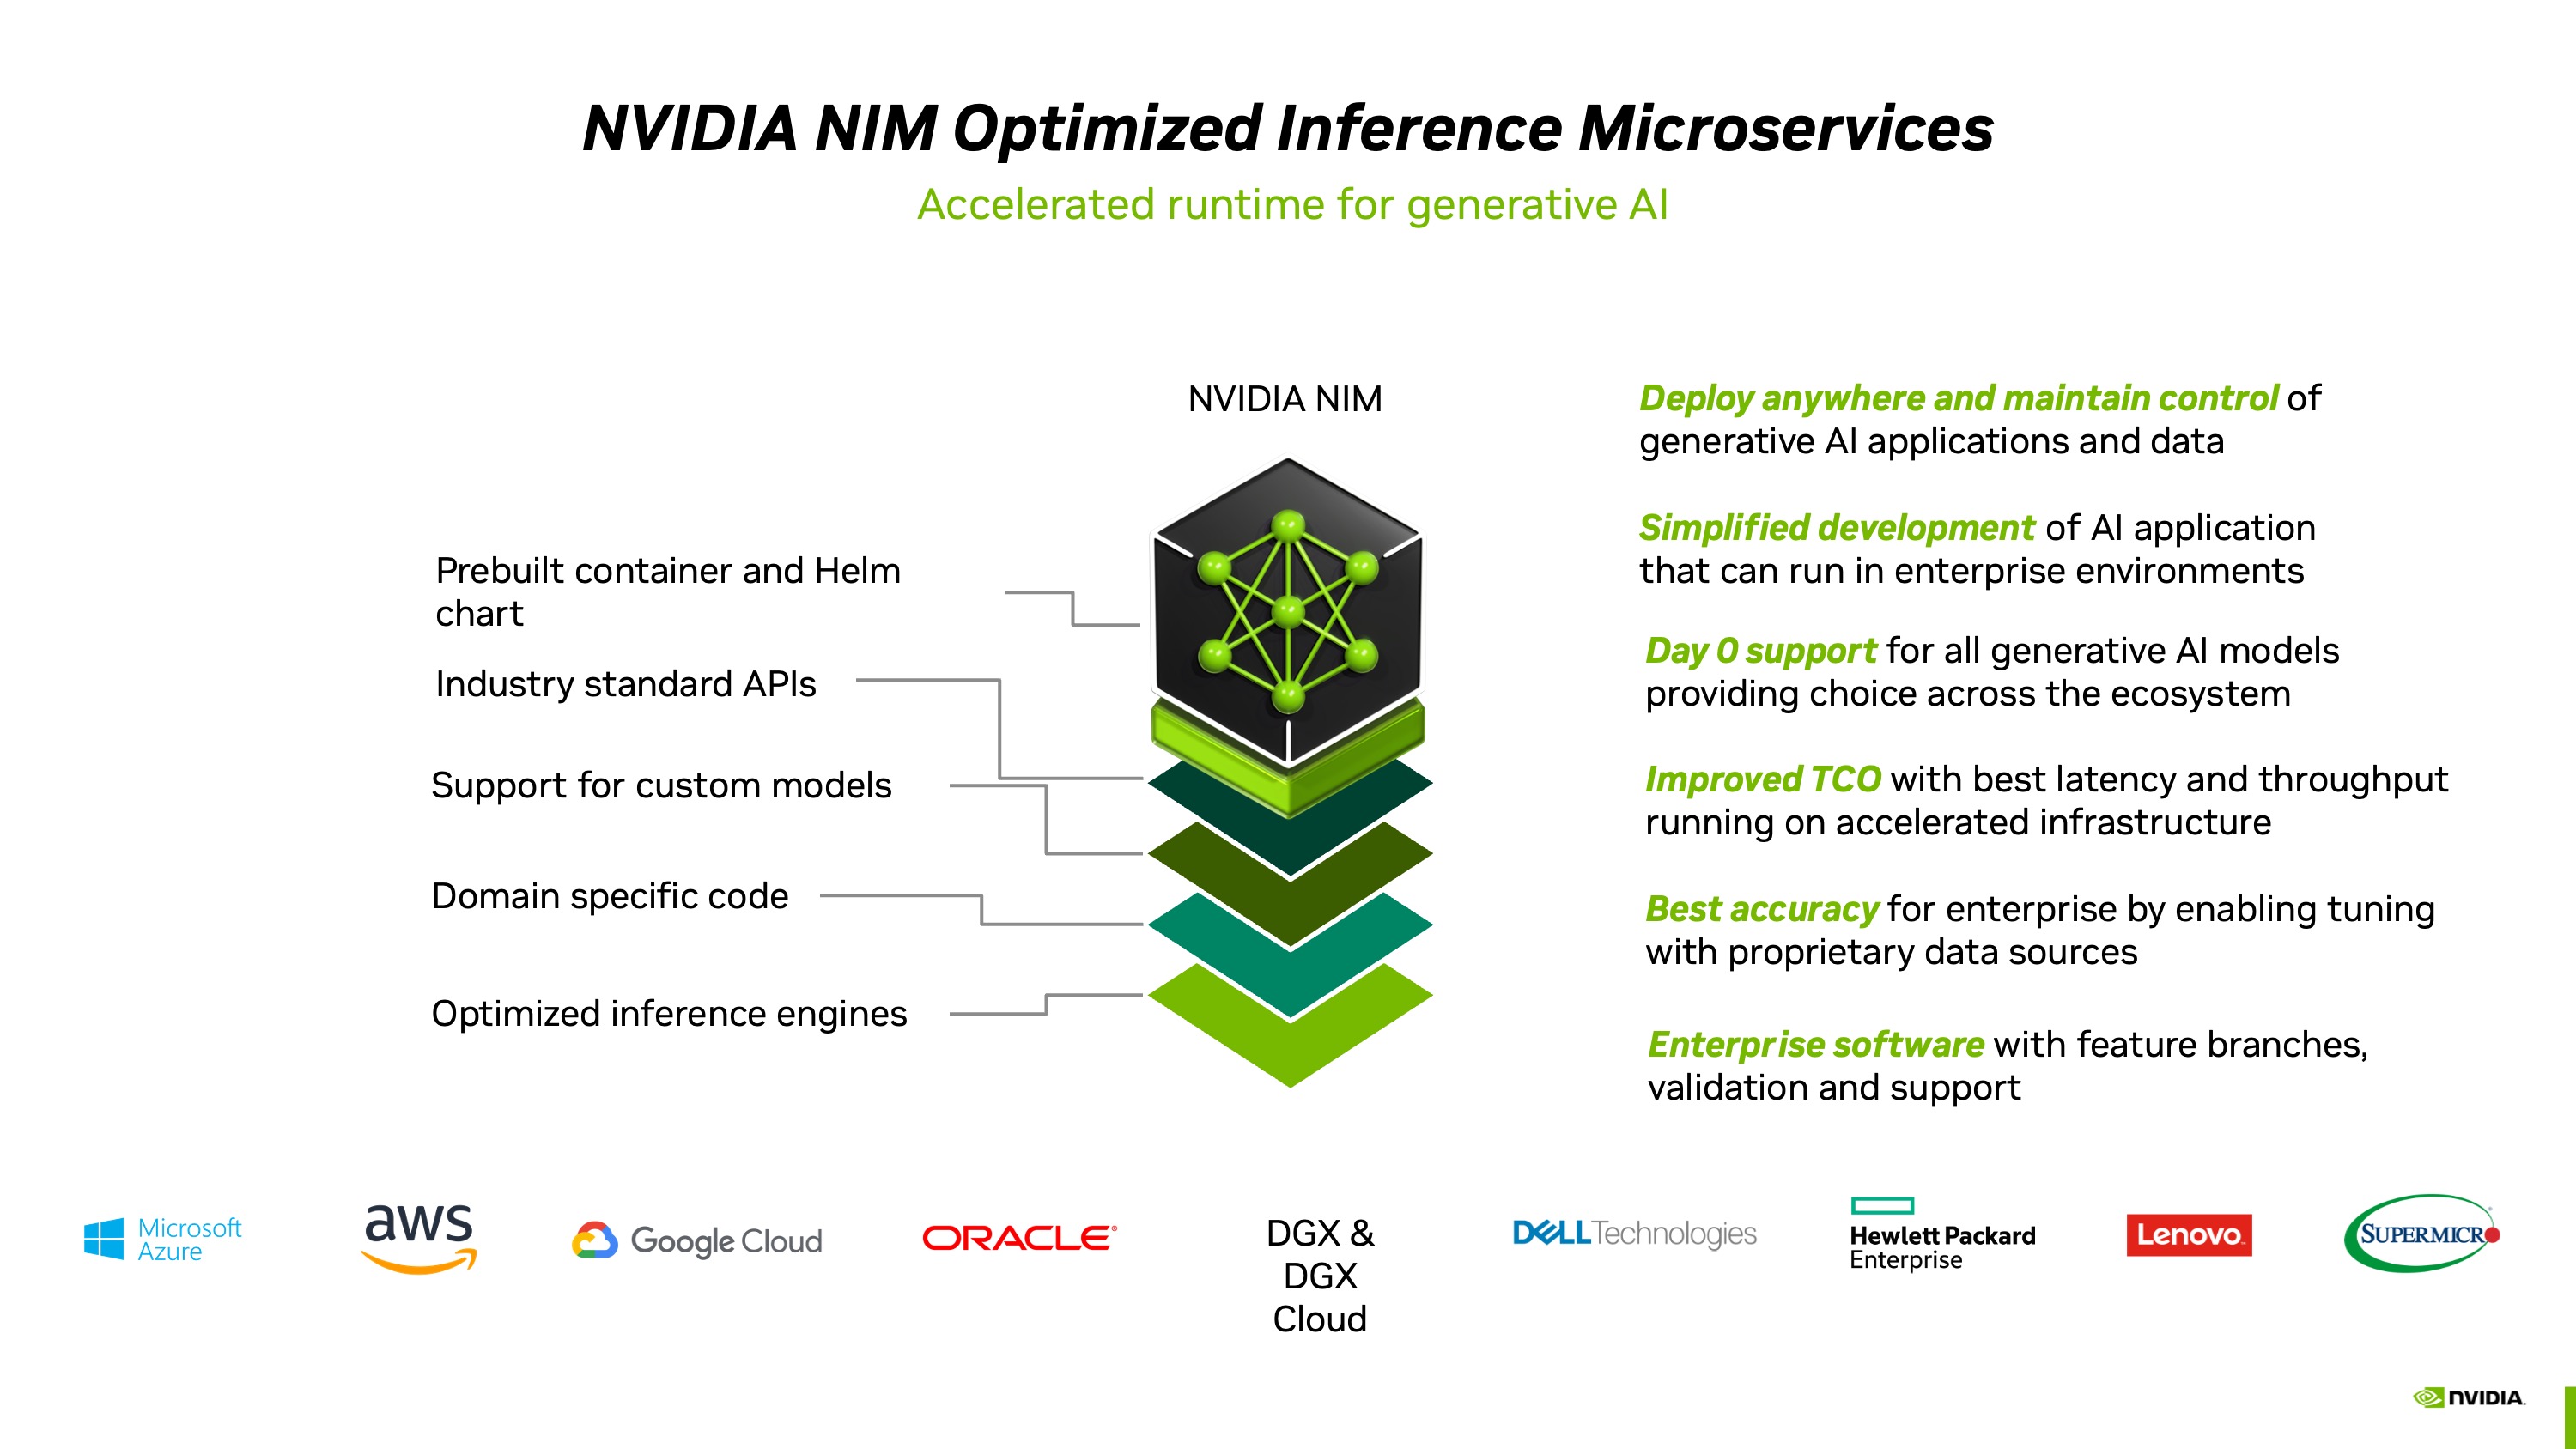 NVIDIA NIM Optimized Inference Microservices
Accelerated runtime for generative AI
NVIDIA NIM
Prebuilt container and Helm
chart
Industry standard APIs
Support for custom models
Domain specific code
Optimized inference engines
Deploy anywhere and maintain control of
generative AI applications and data
Simplified development of AI application
that can run in enterprise environments
Day 0 support for all generative AI models
providing choice across the ecosystem
Improved TCO with best latency and throughput
running on accelerated infrastructure
Best accuracy for enterprise by enabling tuning
with proprietary data sources
Enterprise software with feature branches,
validation and support
Microsoft
Azure
aws
Google Cloud
ORACLE®
DGX &
DGX
Cloud
DELL Technologies
Hewlett Packard
Enterprise
Lenovo
SUPERMICRO
NVIDIA